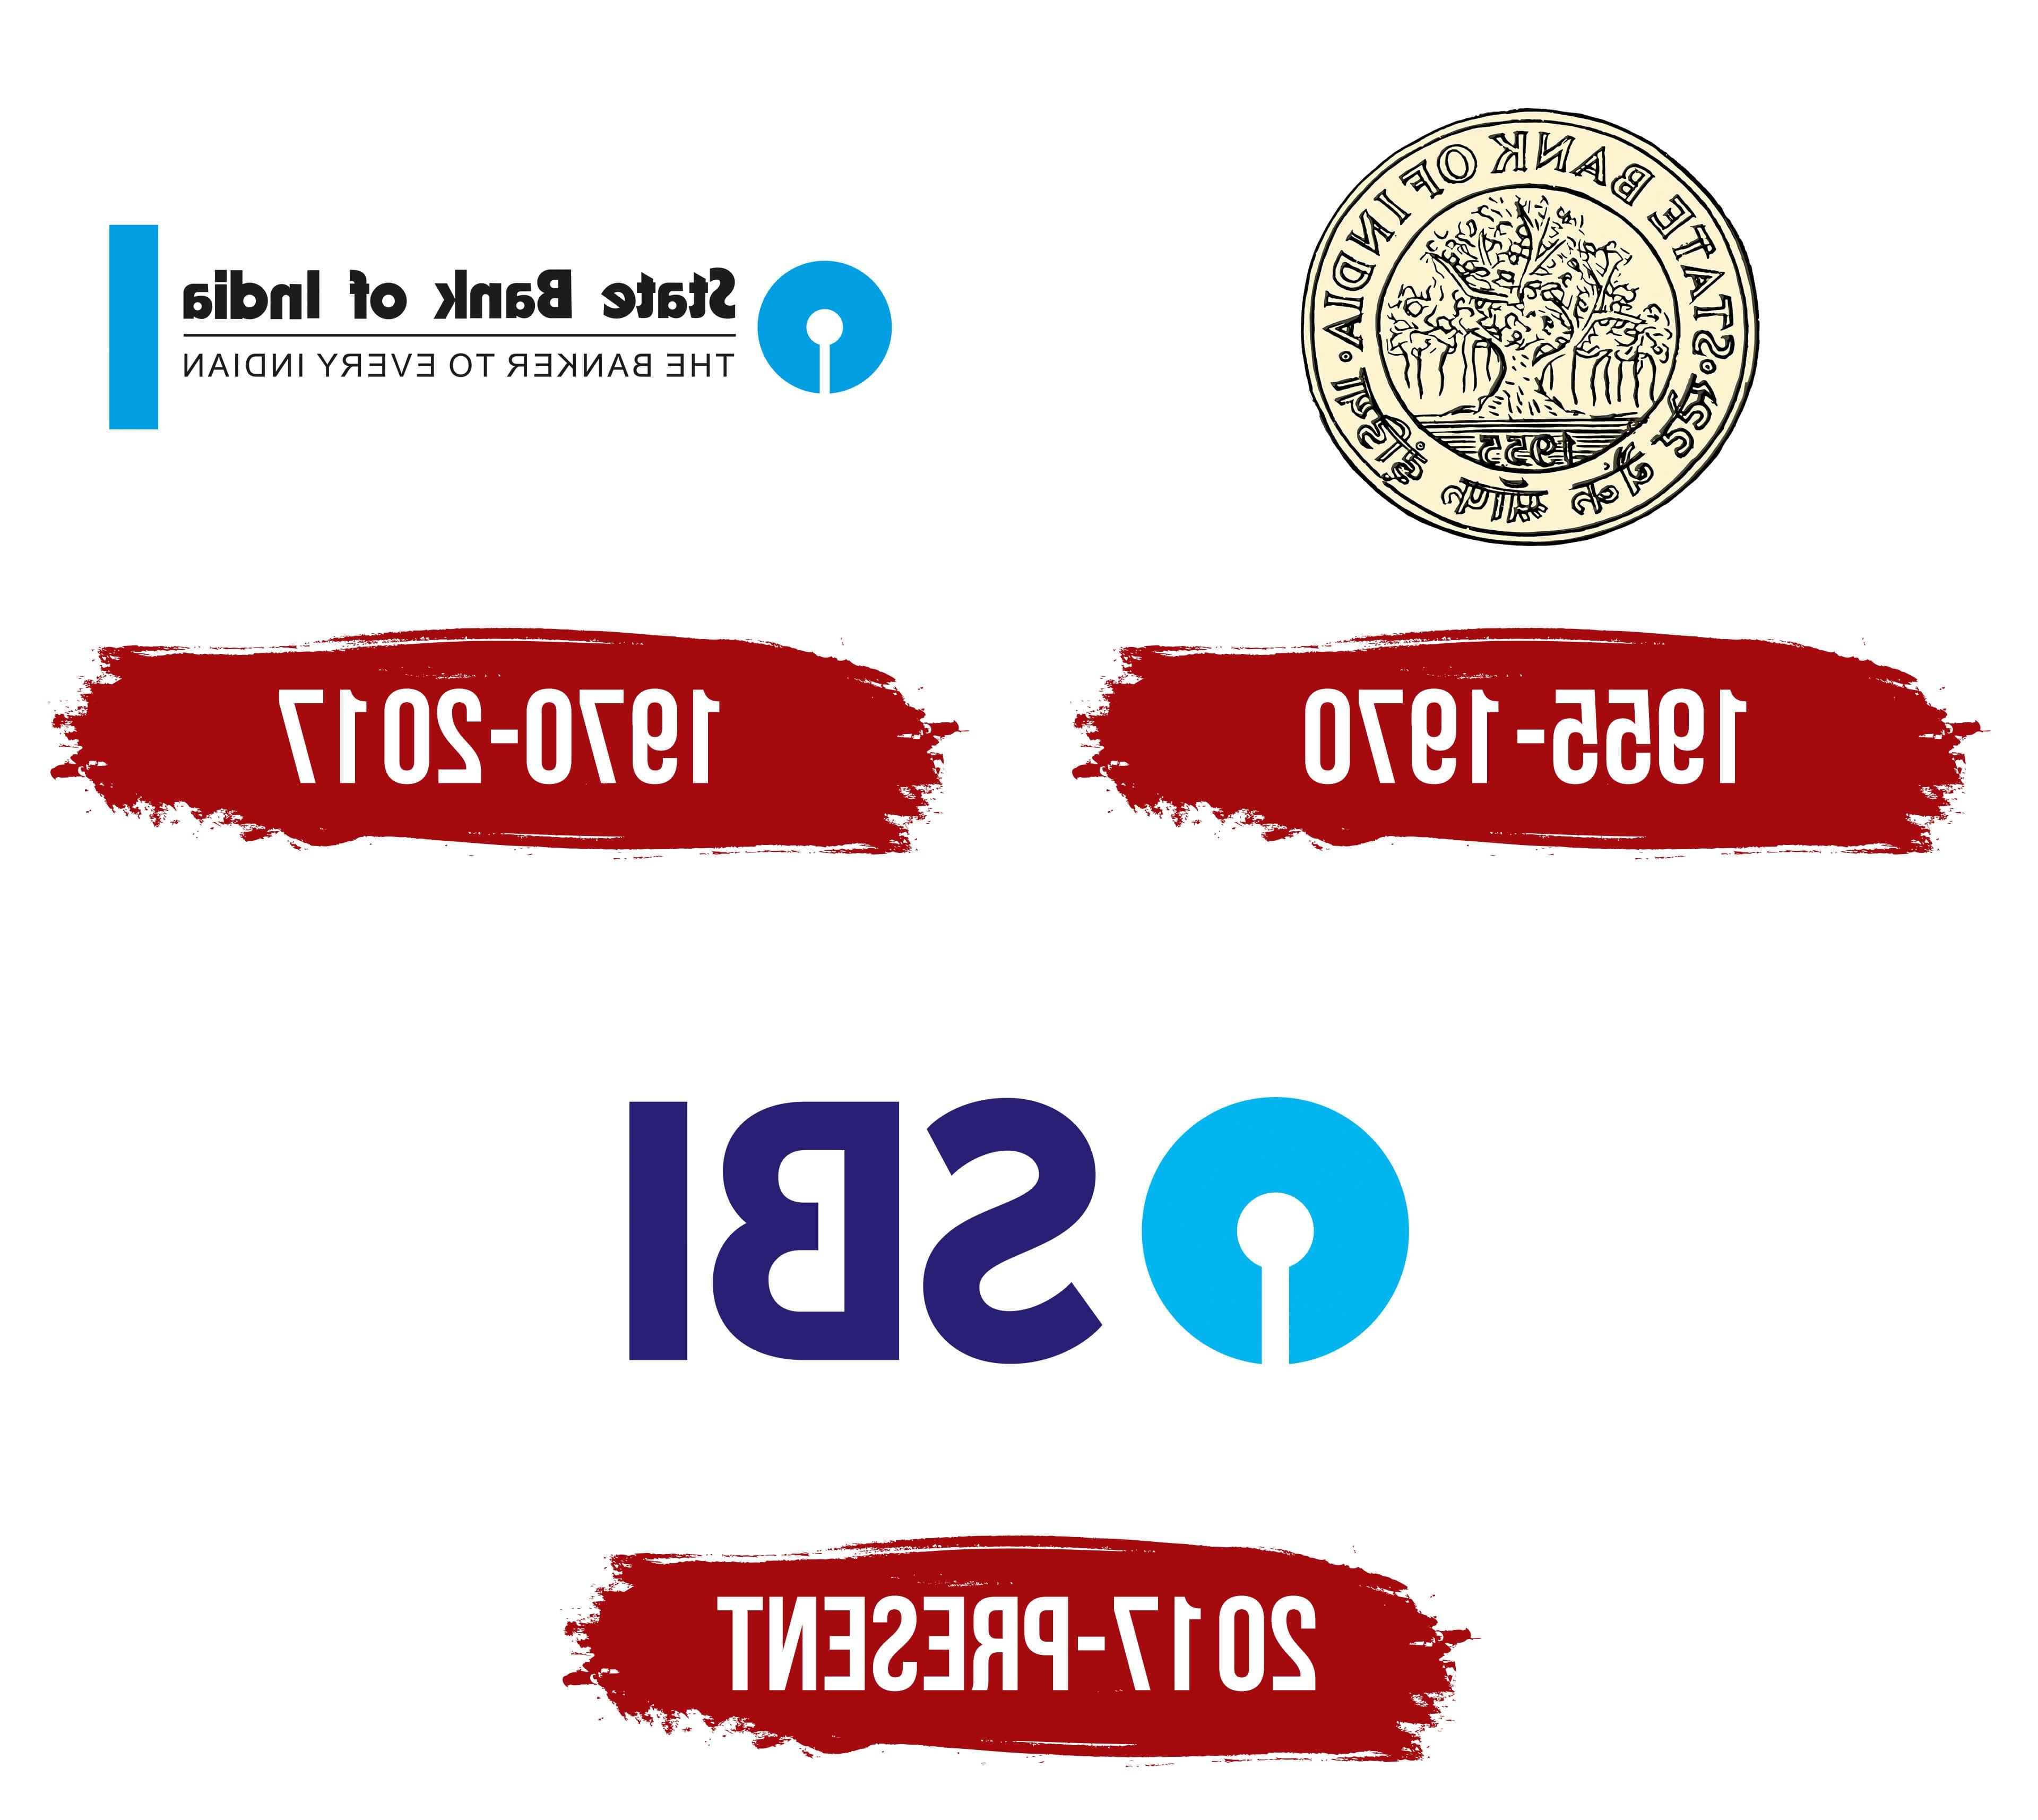 STATE BANK OF INDIA
1955
State Bank of India
THE BANKER TO EVERY INDIAN
1955-1970
1970-2017
SBI
2017-PRESENT